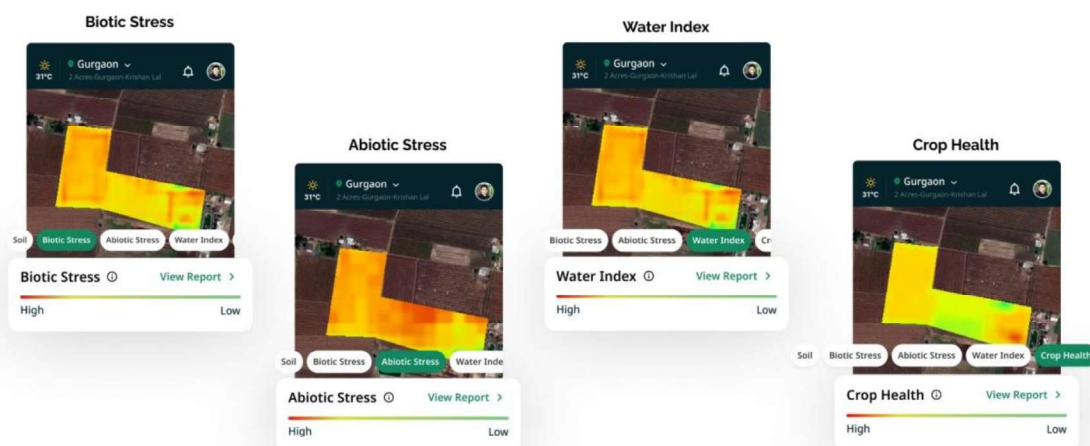 Biotic Stress
31°C
Gurgaon
2 Acres-Gurgaon-Krishan Lal
Soil Biotic Stress Abiotic Stress Water Index
Biotic Stress View Report >
High Low
Abiotic Stress
31°C
Gurgaon
2 Acres-Gurgaon-Krishan Lal
Soil Biotic Stress Abiotic Stress Water Inde
Abiotic Stress View Report >
High Low
Water Index
31°C
Gurgaon
2 Acres-Gurgaon-Krishan Lal
Biotic Stress Abiotic Stress Water Index Cr
Water Index View Report >
High Low
Crop Health
31°C
Gurgaon
2 Acres-Gurgaon-Krishan Lal
Soil Biotic Stress Abiotic Stress Water Index Crop Health
Crop Health View Report >
High Low